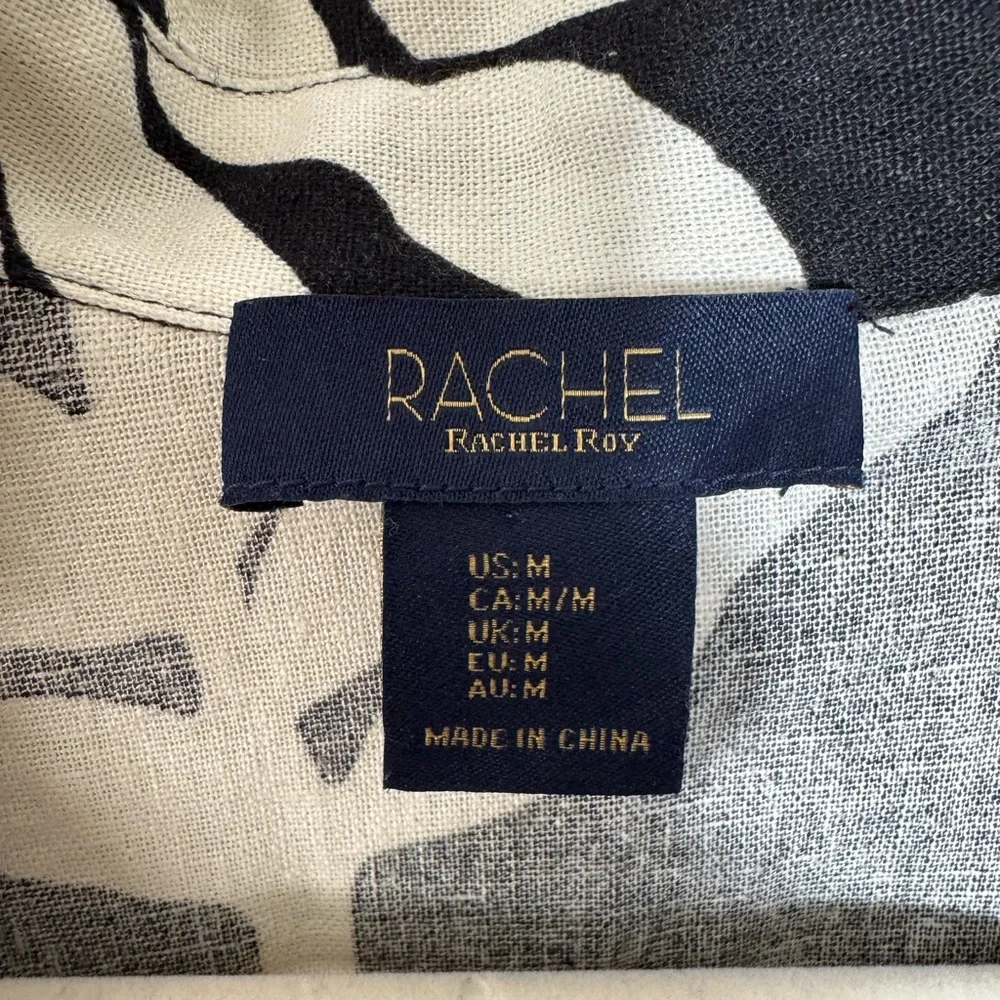 RACHEL
RACHEL ROY
US: M
CA: M/M
UK: M
EU: M
AU: M
MADE IN CHINA